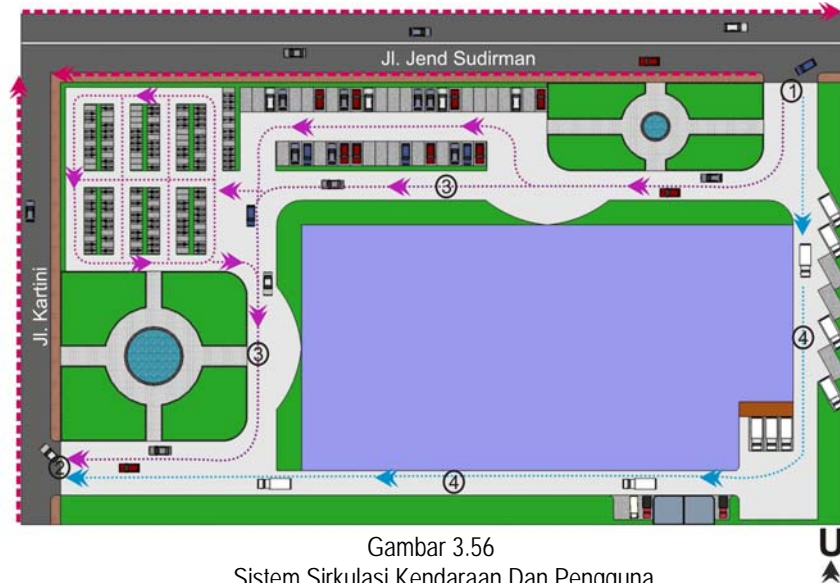 Jl. Jend Sudirman
1
3
Jl. Kartini
3
4
2
4
Gambar 3.56
U
Sistem Sirkulasi Kendaraan Dan Pengguna